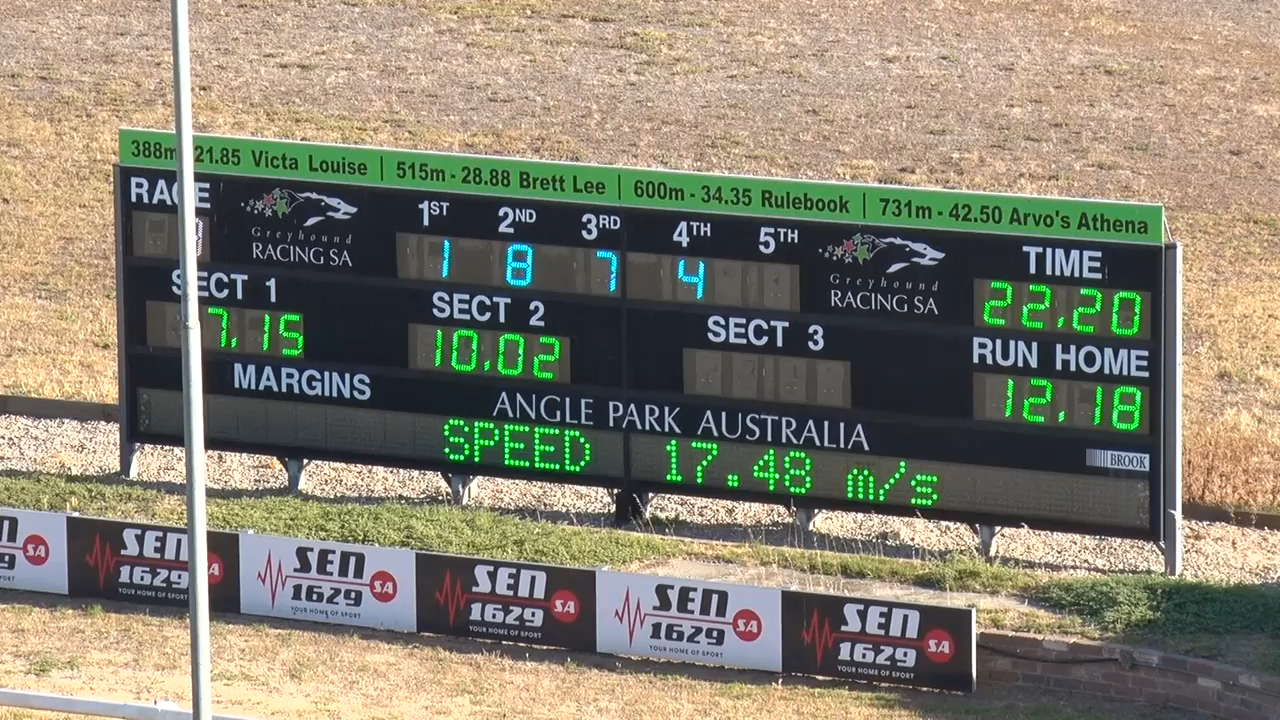 388m 21.85 Victa Louise | 515m - 28.88 Brett Lee | 600m - 34.35 Rulebook | 731m - 42.50 Arvo's Athena
RACE
Greyhound
RACING SA
1ST 2ND 3RD 4TH 5TH
1 8 7 4
Greyhound
RACING SA
TIME
22.20
SECT 1
7.15
SECT 2
10.02
SECT 3
RUN HOME
12.18
MARGINS
ANGLE PARK AUSTRALIA
BROOK
SPEED 17.48 m/s
SA
SEN
1629
SA
SEN
1629 SA
YOUR HOME OF SPORT
SEN
1629 SA
YOUR HOME OF SPORT
SEN
1629 SA
YOUR HOME OF SPORT
SEN
1629 SA
YOUR HOME OF SPORT